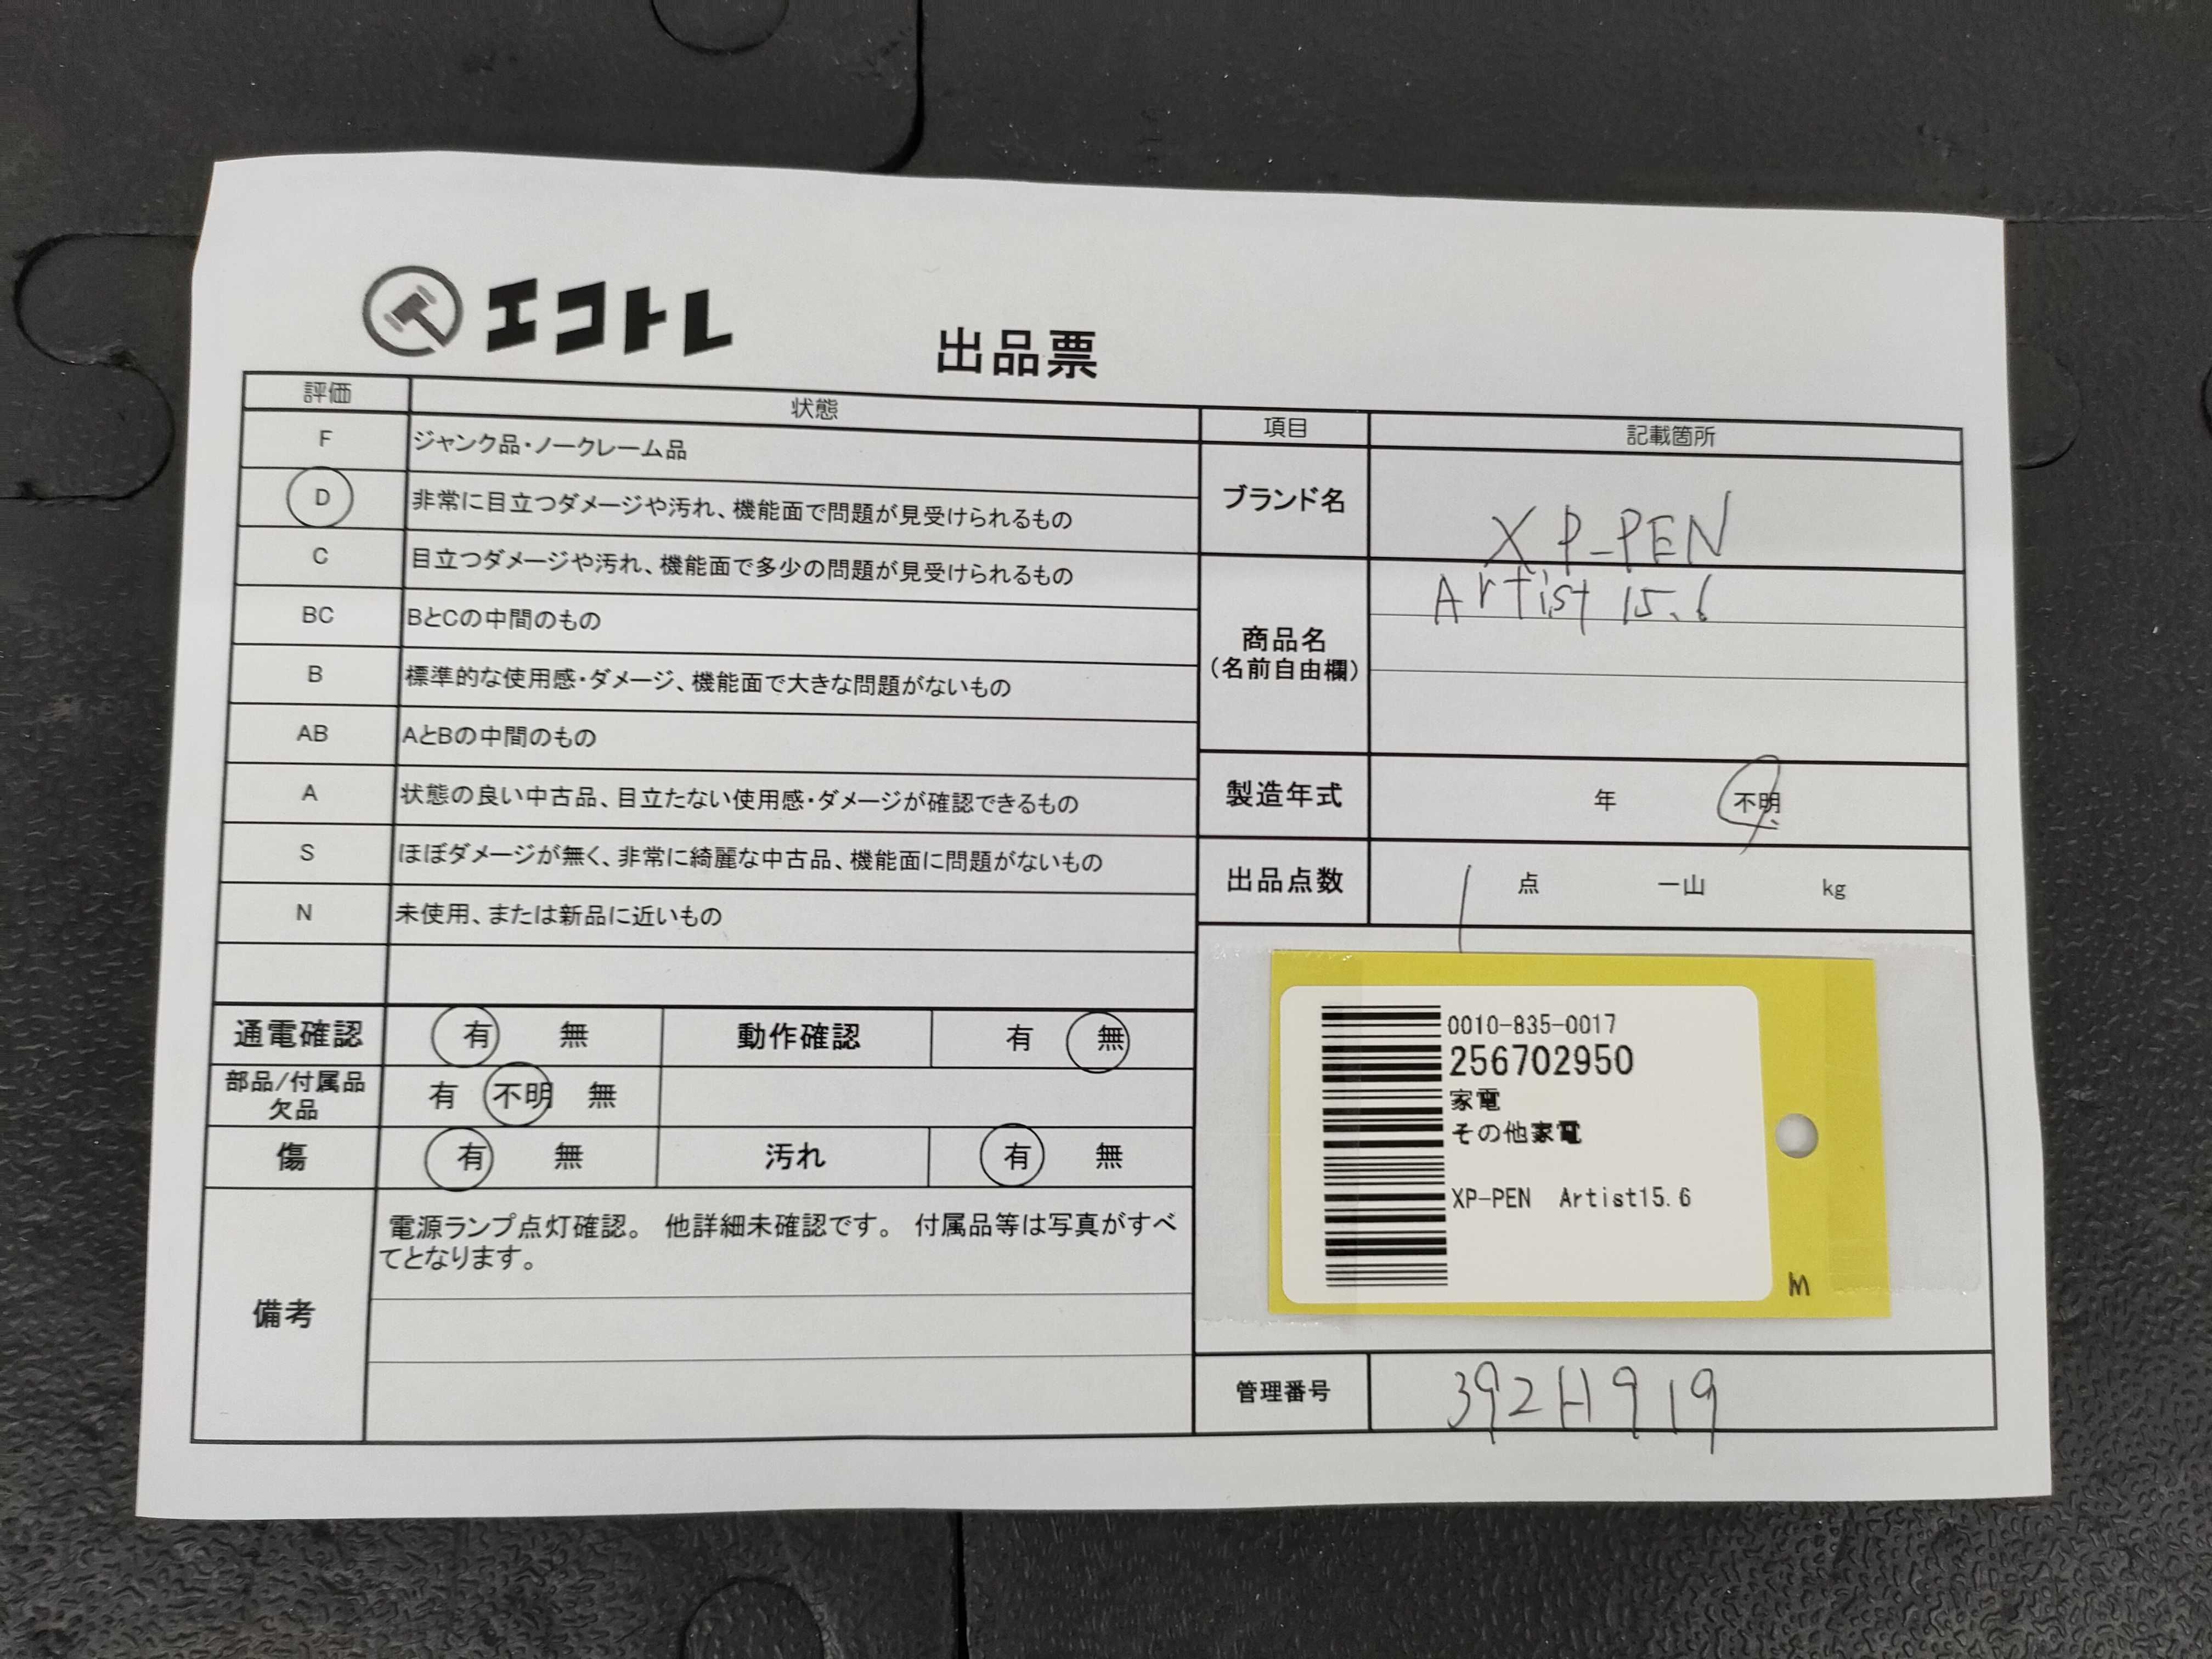 エコトレ
出品票
評価 状態
F ジャンク品・ノークレーム品
D 非常に目立つダメージや汚れ、機能面で問題が見受けられるもの
C 目立つダメージや汚れ、機能面で多少の問題が見受けられるもの
BC BとCの中間のもの
B 標準的な使用感・ダメージ、機能面で大きな問題がないもの
AB AとBの中間のもの
A 状態の良い中古品、目立たない使用感・ダメージが確認できるもの
S ほぼダメージが無く、非常に綺麗な中古品、機能面に問題がないもの
N 未使用、または新品に近いもの
通電確認 有 無 動作確認 有 無
部品/付属品
欠品 有 不明 無
傷 有 無 汚れ 有 無
備考
電源ランプ点灯確認。 他詳細未確認です。 付属品等は写真がすべ
てとなります。
項目 記載箇所
ブランド名 XP-PEN
商品名
(名前自由欄) Artist 15.6
製造年式 年 不明
出品点数 1 点 一山 kg
0010-835-0017
256702950
家電
その他家電
XP-PEN Artist15.6
m
管理番号 392H919